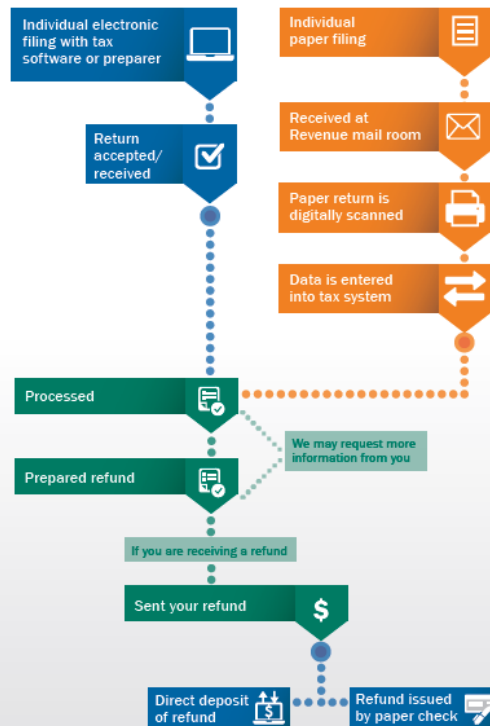 Individual electronic
filing with tax
software or preparer
Return
accepted/
received
Individual
paper filing
Received at
Revenue mail room
Paper return is
digitally scanned
Data is entered
into tax system
Processed
We may request more
information from you
Prepared refund
If you are receiving a refund
Sent your refund
$
Direct deposit
of refund
$
Refund issued
by paper check